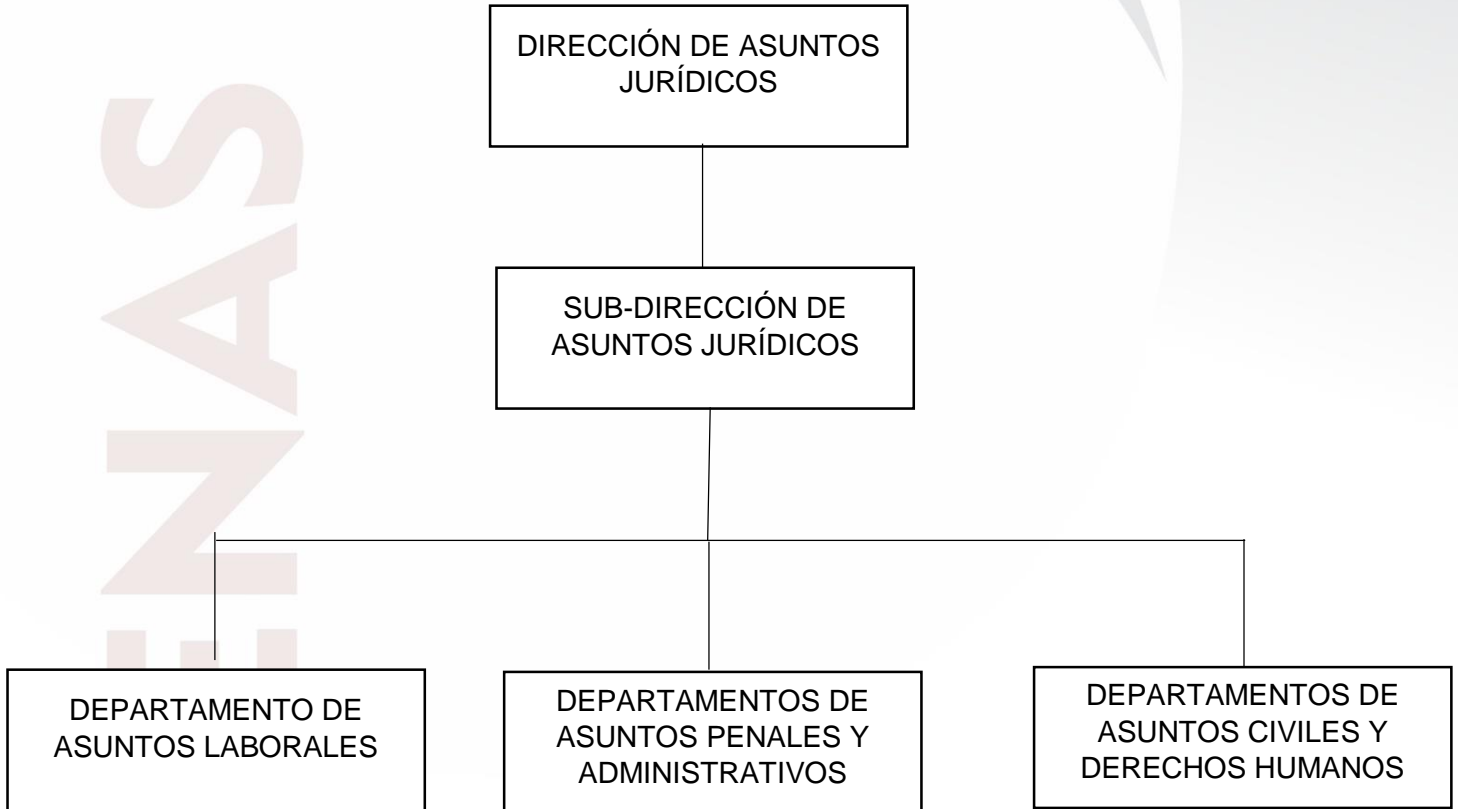 DIRECCIÓN DE ASUNTOS
JURÍDICOS
SUB-DIRECCIÓN DE
ASUNTOS JURÍDICOS
DEPARTAMENTO DE
ASUNTOS LABORALES
DEPARTAMENTOS DE
ASUNTOS PENALES Y
ADMINISTRATIVOS
DEPARTAMENTOS DE
ASUNTOS CIVILES Y
DERECHOS HUMANOS
ENAS